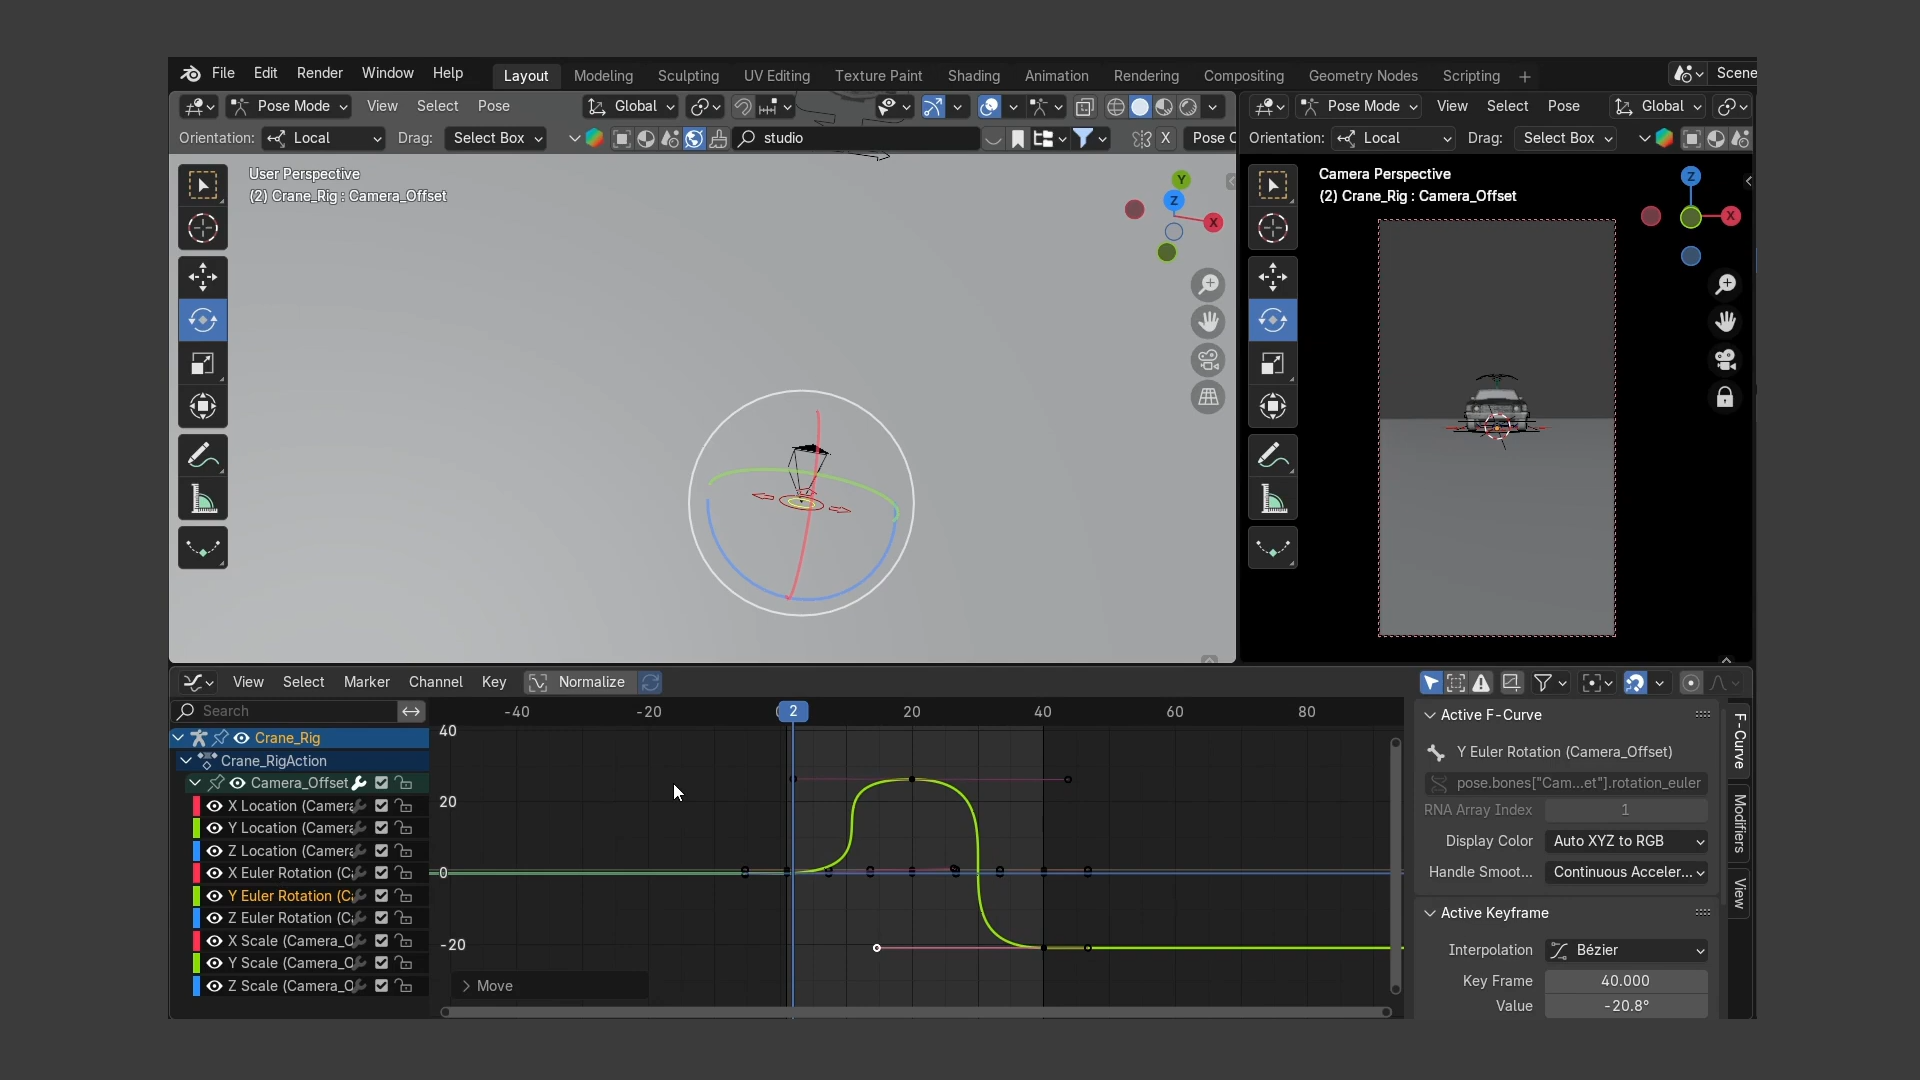 File Edit Render Window Help Layout Modeling Sculpting UV Editing Texture Paint Shading Animation Rendering Compositing Geometry Nodes Scripting + Scene
Pose Mode View Select Pose Global Pose Mode View Select Pose Global
Orientation: Local Drag: Select Box studio X Pose Orientation: Local Drag: Select Box
User Perspective
(2) Crane_Rig : Camera_Offset
Y
Z
X
Camera Perspective
(2) Crane_Rig : Camera_Offset
Z
X
View Select Marker Channel Key Normalize
Search
-40 -20 2 20 40 60 80
40
20
0
-20
Crane_Rig
Crane_RigAction
Camera_Offset
X Location (Camera
Y Location (Camera
Z Location (Camera
X Euler Rotation (Ca
Y Euler Rotation (Ca
Z Euler Rotation (Ca
X Scale (Camera_O
Y Scale (Camera_O
Z Scale (Camera_O
> Move
Active F-Curve
Y Euler Rotation (Camera_Offset)
pose.bones["Cam...et"].rotation_euler
RNA Array Index 1
Display Color Auto XYZ to RGB
Handle Smoot... Continuous Acceler...
Active Keyframe
Interpolation Bézier
Key Frame 40.000
Value -20.8°
F-Curve
Modifiers
View